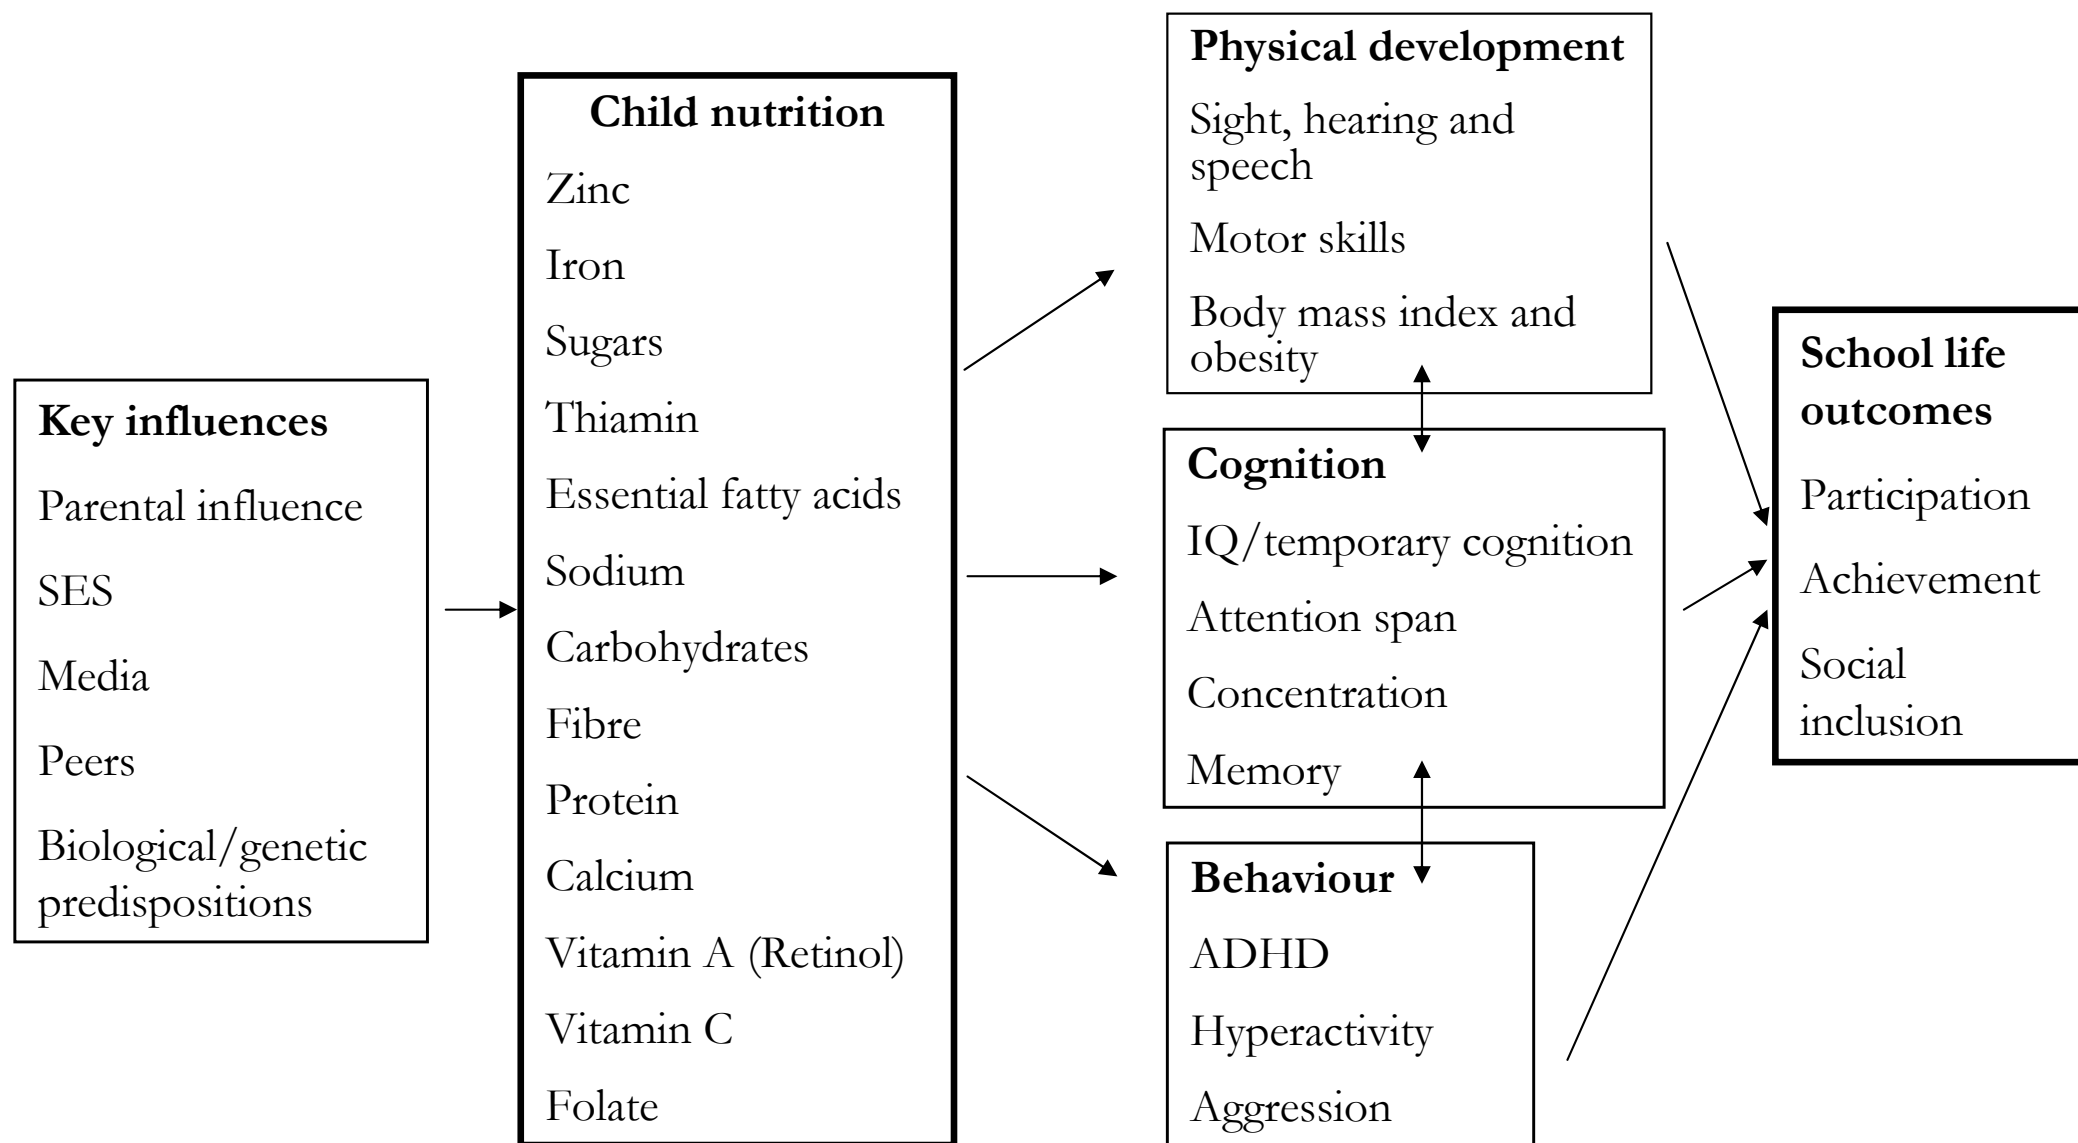 Key influences
Parental influence
SES
Media
Peers
Biological/genetic
predispositions
Child nutrition
Zinc
Iron
Sugars
Thiamin
Essential fatty acids
Sodium
Carbohydrates
Fibre
Protein
Calcium
Vitamin A (Retinol)
Vitamin C
Folate
Physical development
Sight, hearing and
speech
Motor skills
Body mass index and
obesity
Cognition
IQ/temporary cognition
Attention span
Concentration
Memory
Behaviour
ADHD
Hyperactivity
Aggression
School life
outcomes
Participation
Achievement
Social
inclusion